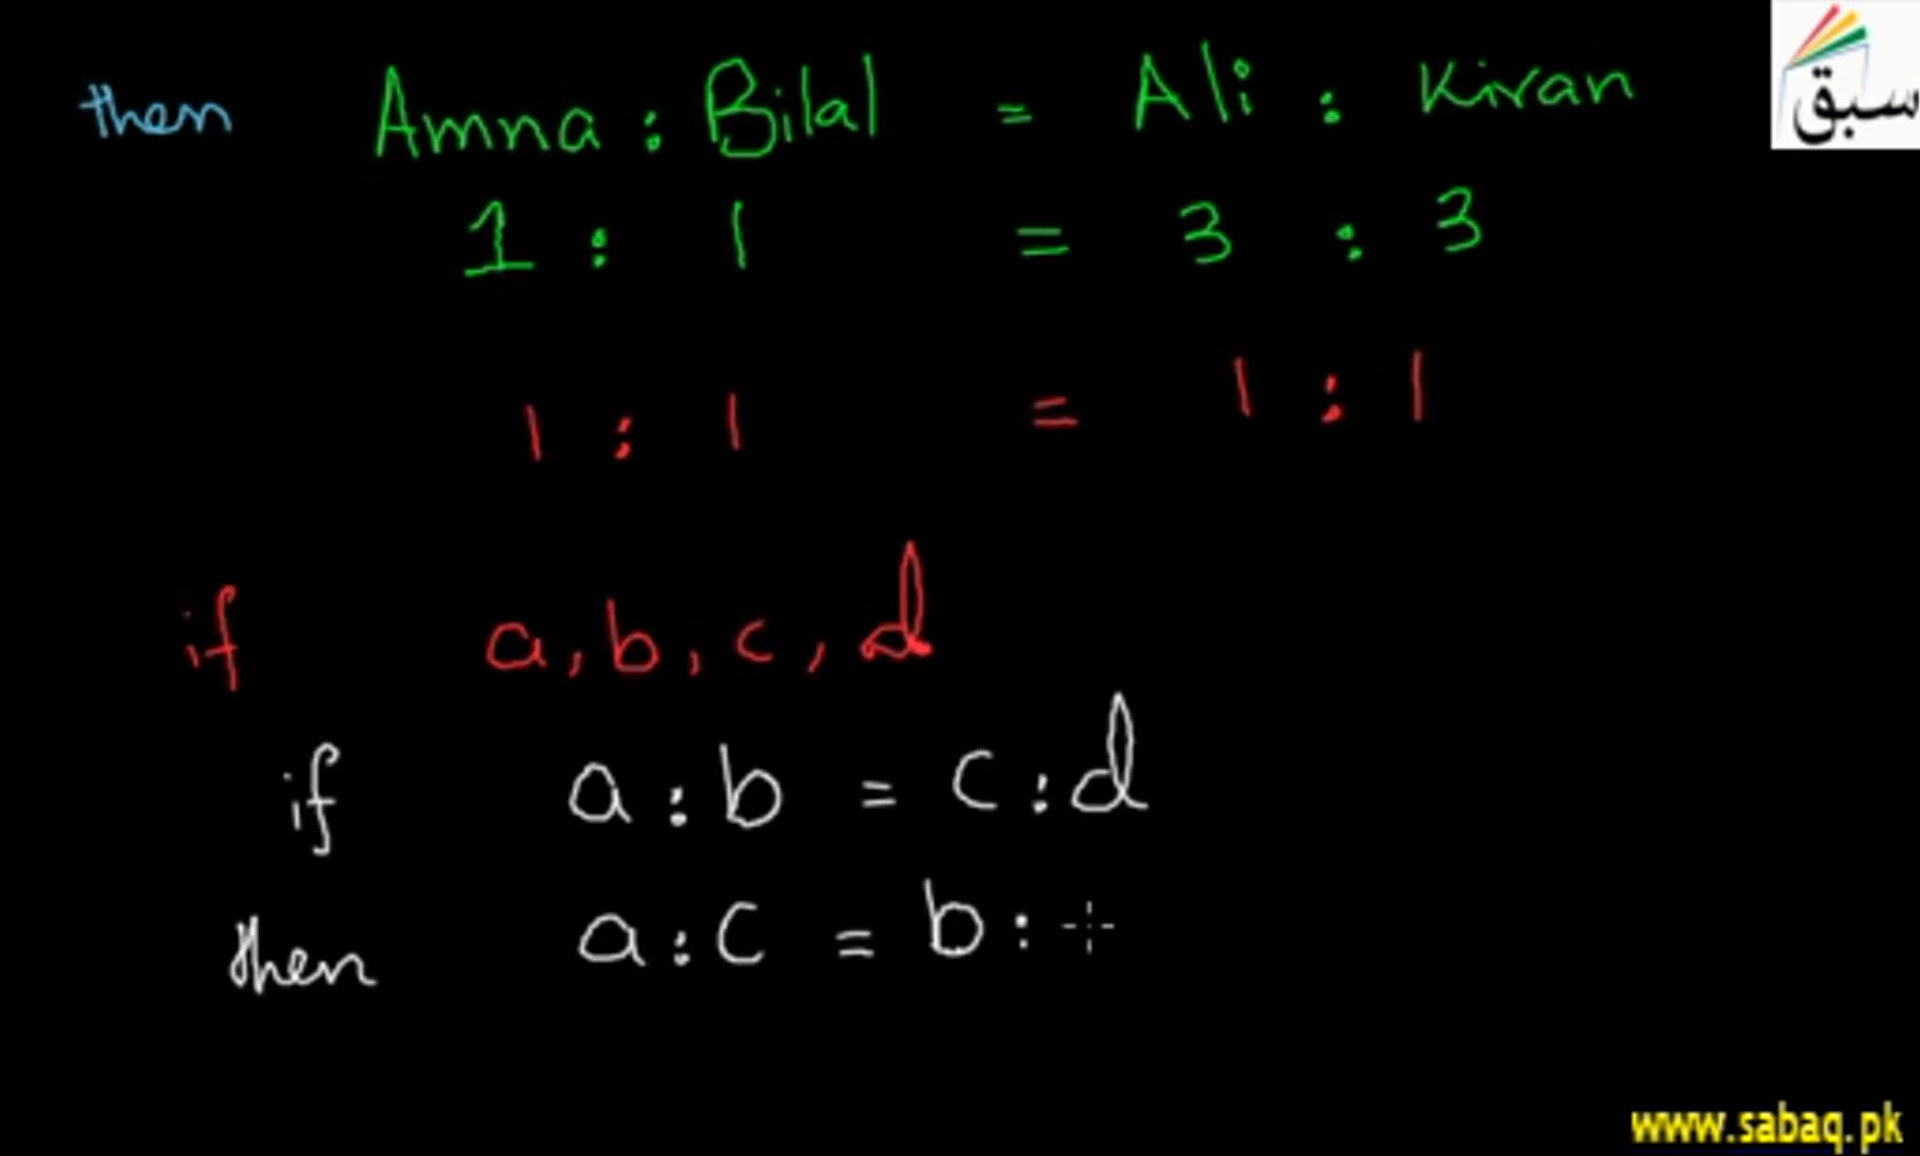 سبق
then Amna : Bilal = Ali : Kiran
1 : 1 = 3 : 3
1 : 1 = 1 : 1
if a, b, c, d
if a : b = c : d
then a : c = b :
www.sabaq.pk